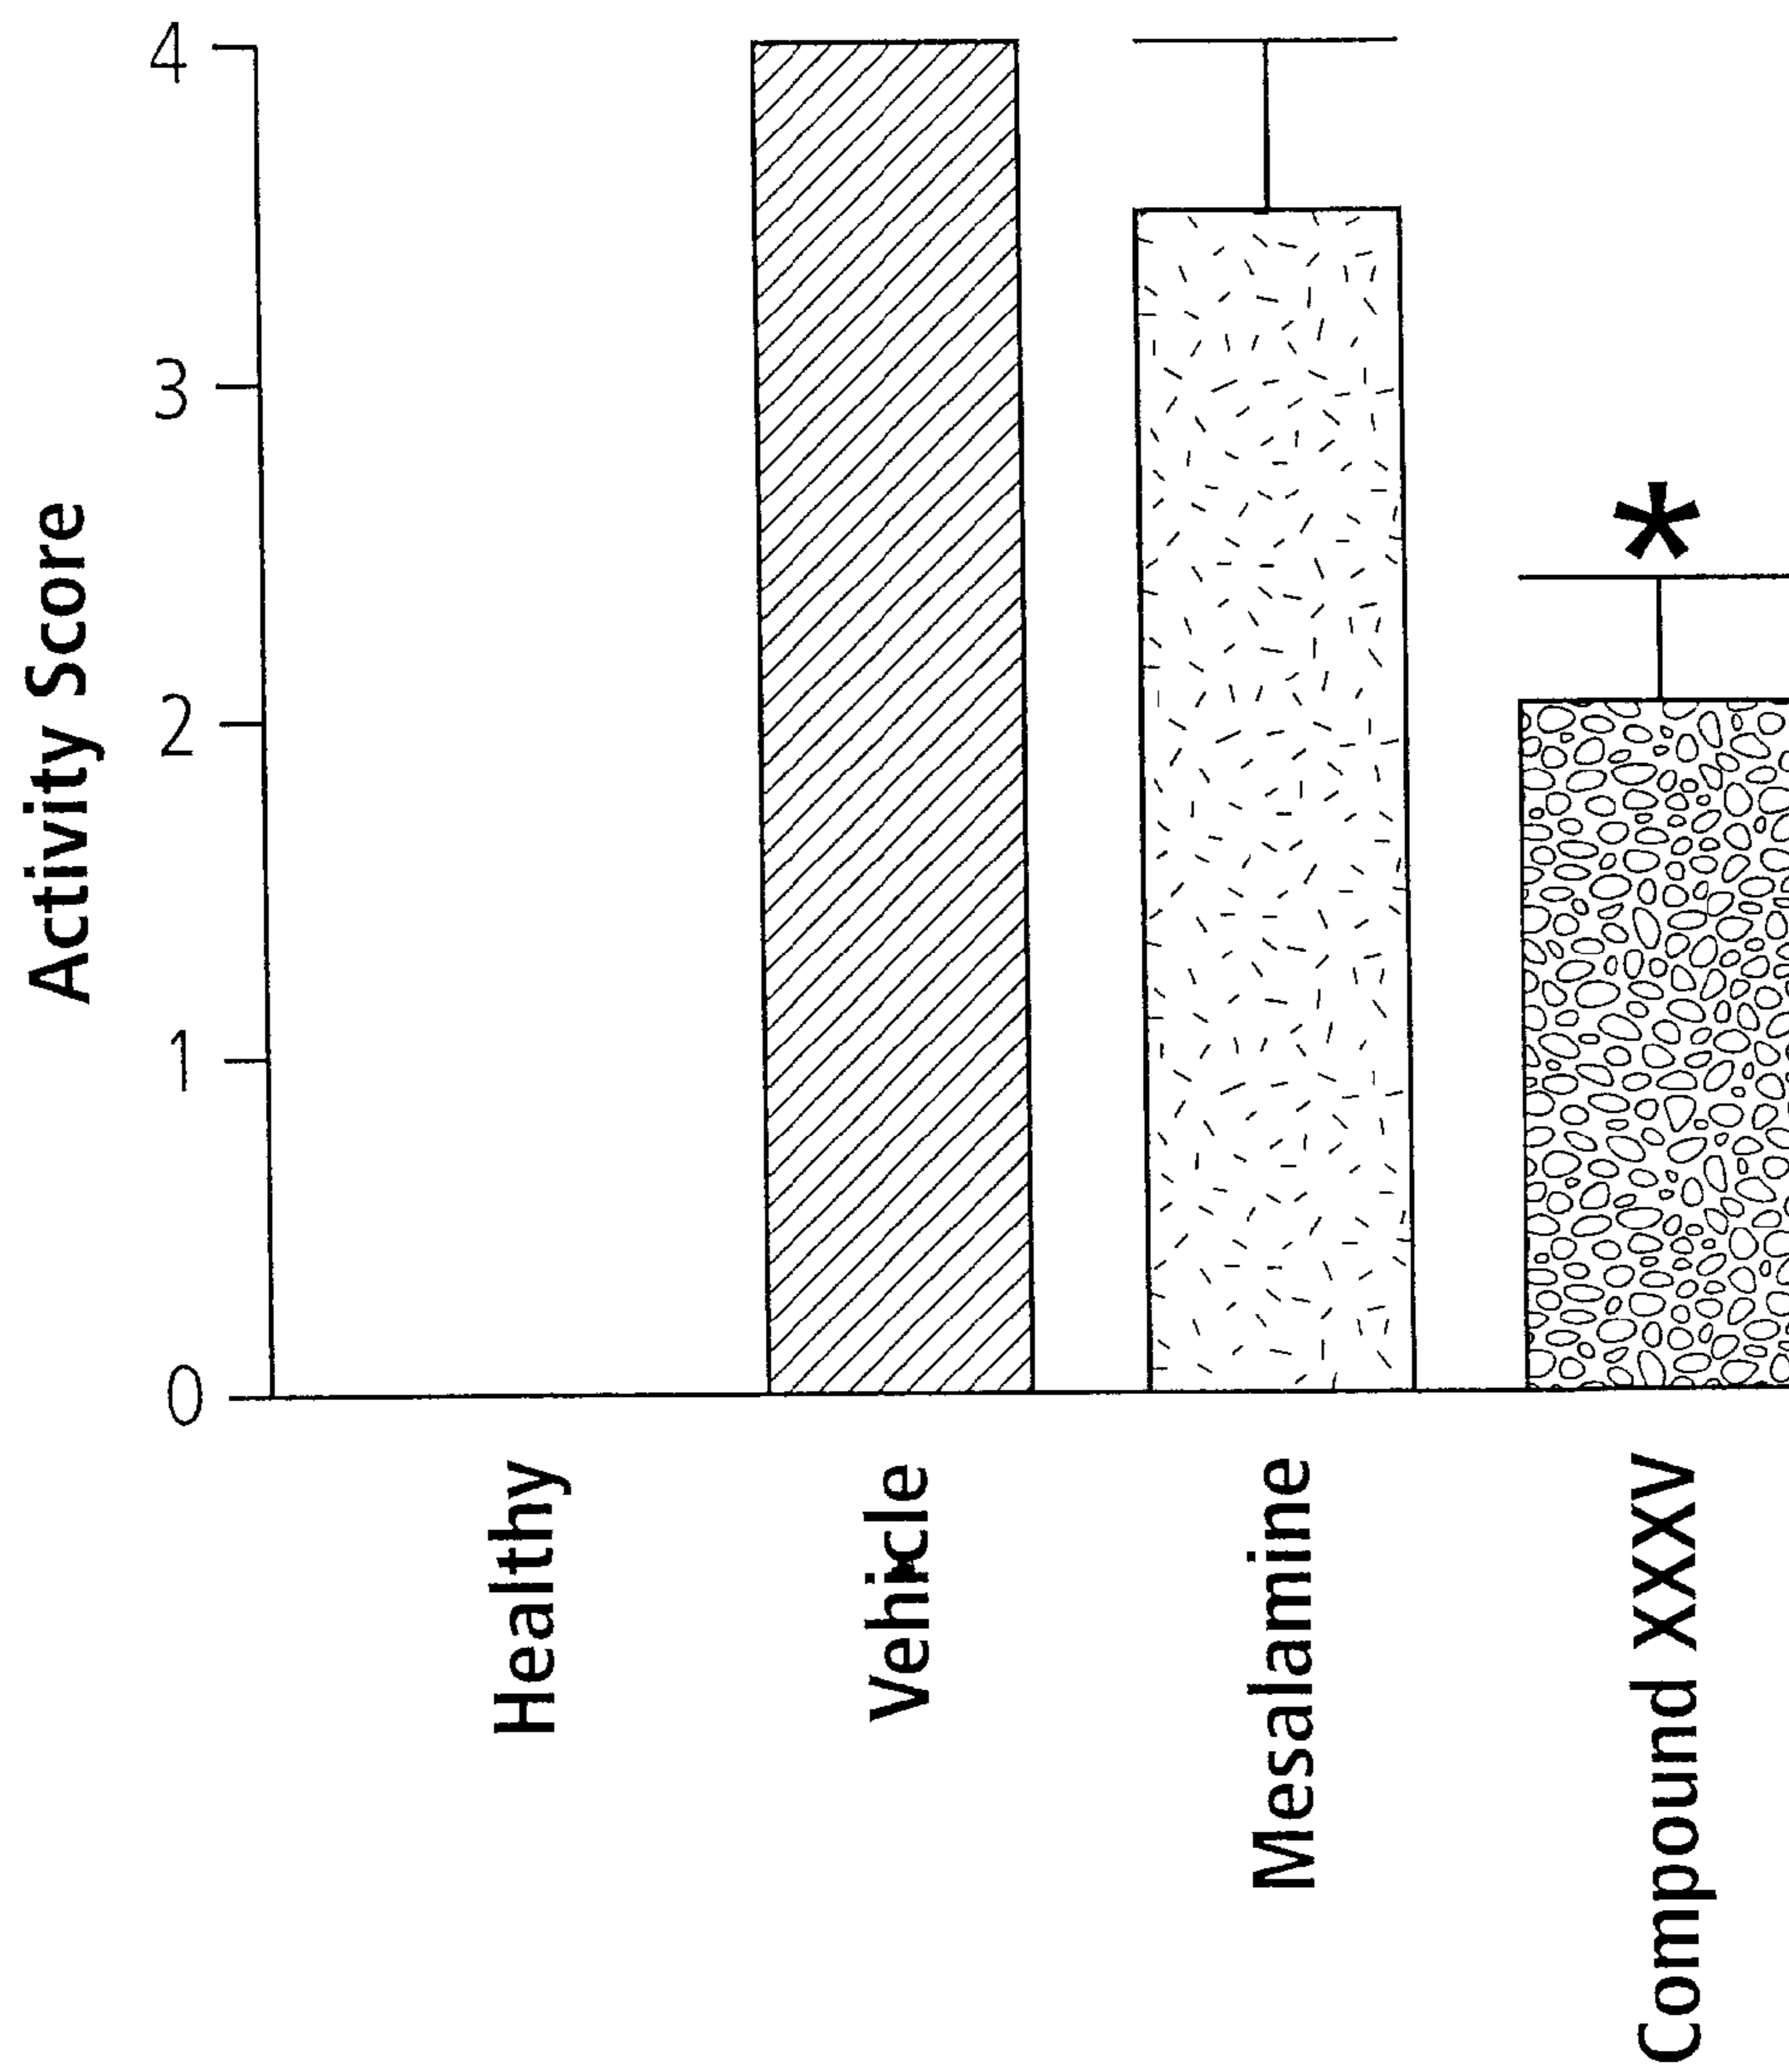 Activity Score
4
3
2
1
0
*
Healthy
Vehicle
Mesalamine
Compound XXXV